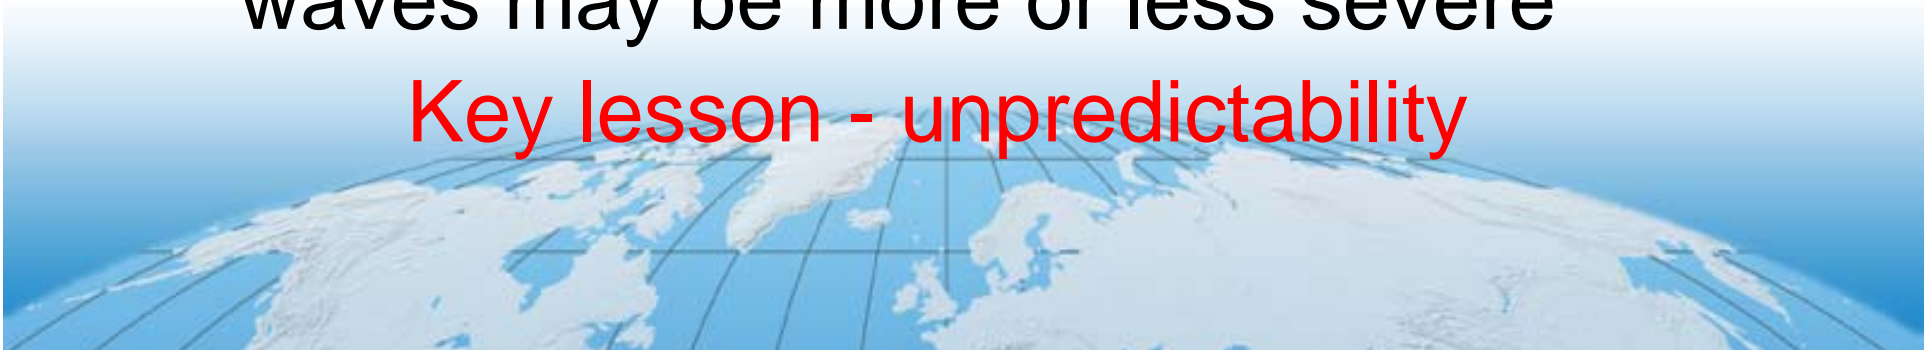 waves may be more or less severe
Key lesson - unpredictability